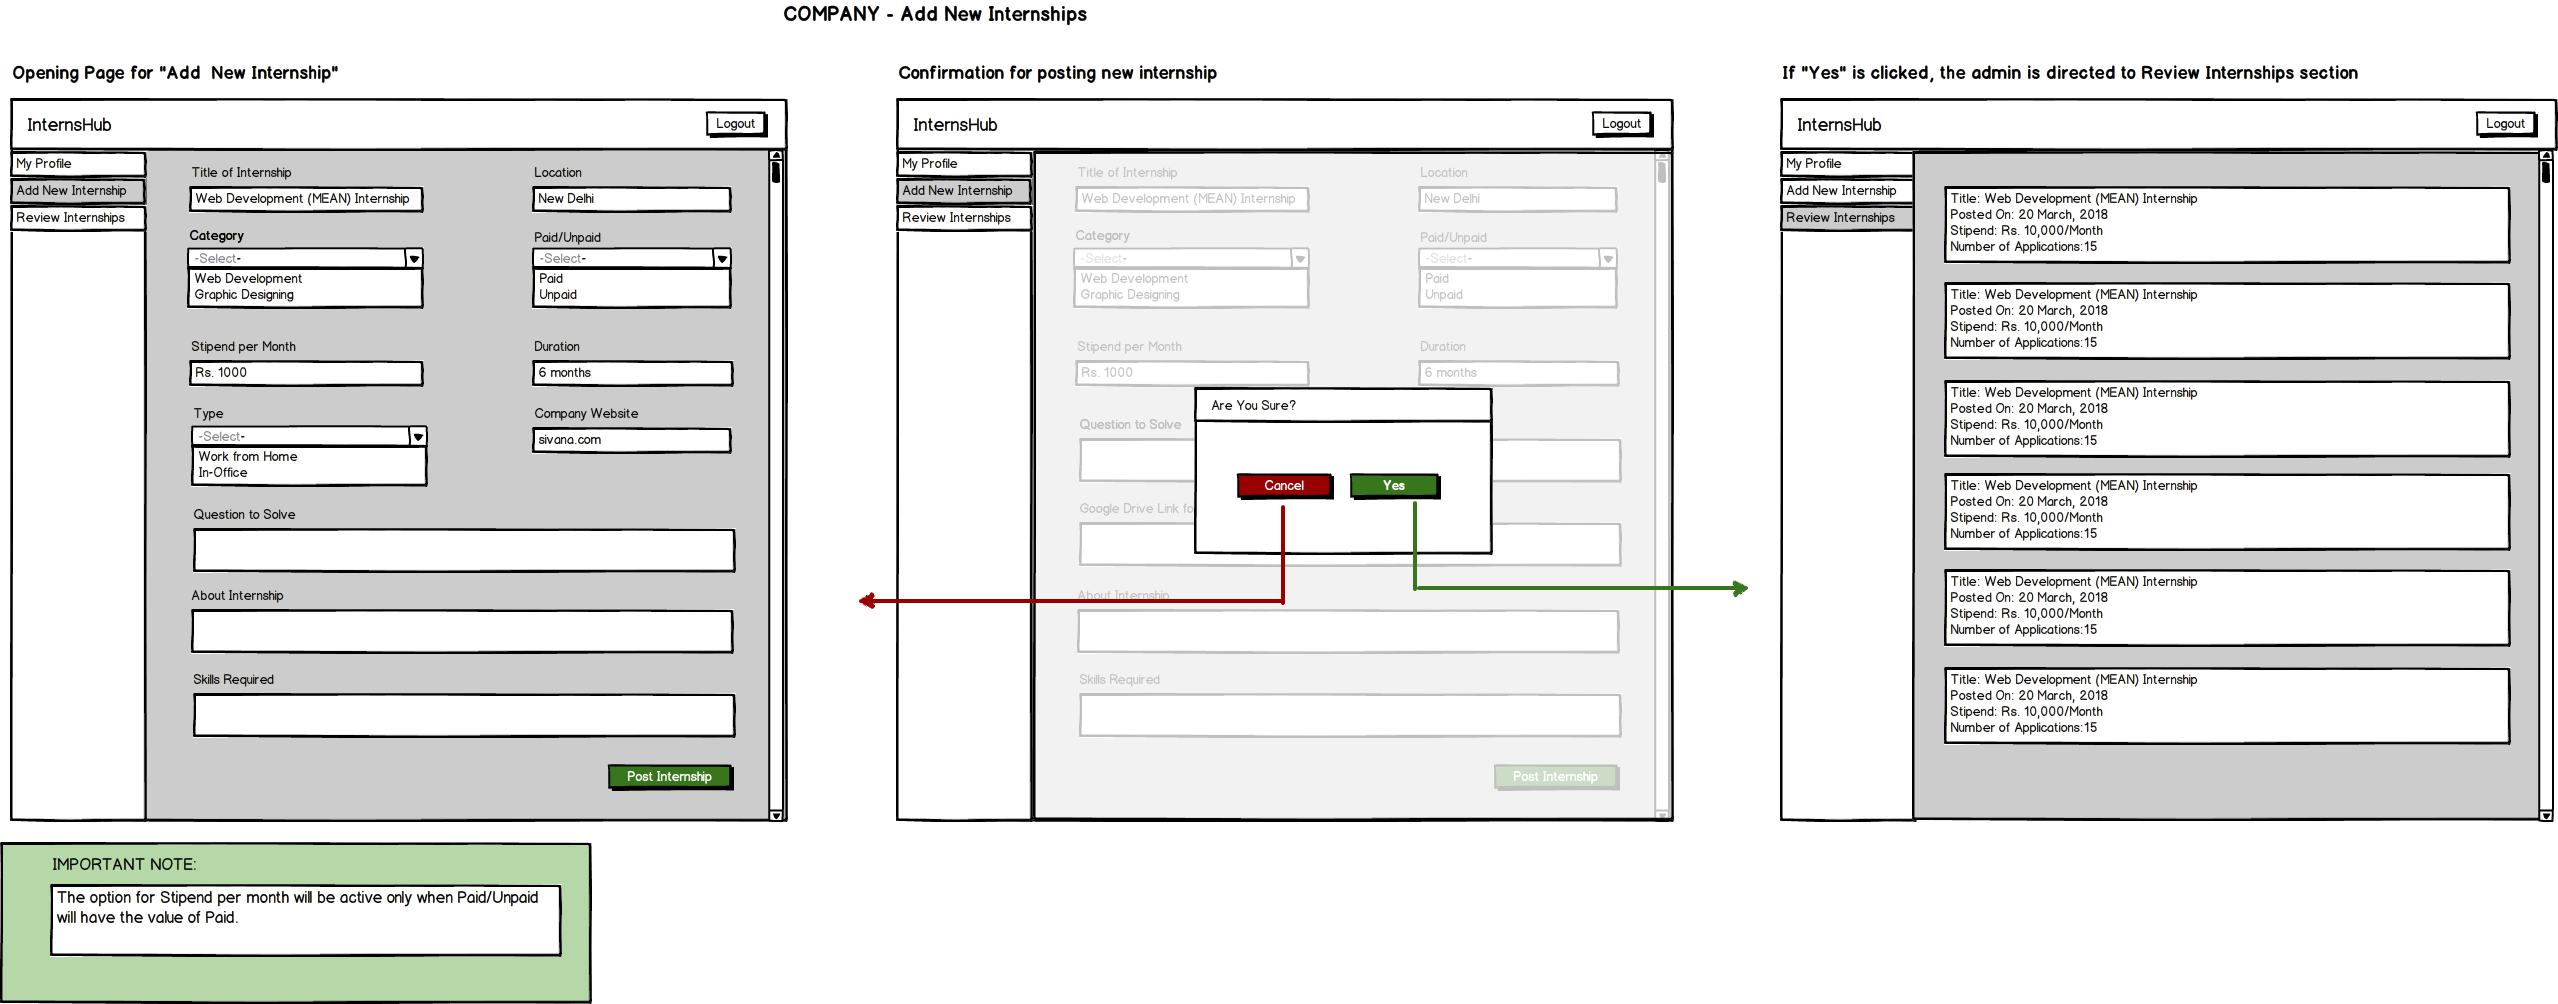 COMPANY - Add New Internships
Opening Page for "Add  New Internship"
InternsHub
Logout
My Profile
Add New Internship
Review Internships
Title of Internship
Location
Web Development (MEAN) Internship
New Delhi
Category
Paid/Unpaid
-Select-
-Select-
Web Development
Graphic Designing
Paid
Unpaid
Stipend per Month
Duration
Rs. 1000
6 months
Type
Company Website
-Select-
sivana.com
Work from Home
In-Office
Question to Solve
About Internship
Skills Required
Post Internship
IMPORTANT NOTE:
The option for Stipend per month will be active only when Paid/Unpaid
will have the value of Paid.
Confirmation for posting new internship
InternsHub
Logout
My Profile
Add New Internship
Review Internships
Title of Internship
Location
Web Development (MEAN) Internship
New Delhi
Category
Paid/Unpaid
-Select-
-Select-
Web Development
Graphic Designing
Paid
Unpaid
Stipend per Month
Duration
Rs. 1000
6 months
Are You Sure?
Question to Solve
Cancel
Yes
Google Drive Link fo
About Internship
Skills Required
Post Internship
If "Yes" is clicked, the admin is directed to Review Internships section
InternsHub
Logout
My Profile
Add New Internship
Review Internships
Title: Web Development (MEAN) Internship
Posted On: 20 March, 2018
Stipend: Rs. 10,000/Month
Number of Applications:15
Title: Web Development (MEAN) Internship
Posted On: 20 March, 2018
Stipend: Rs. 10,000/Month
Number of Applications:15
Title: Web Development (MEAN) Internship
Posted On: 20 March, 2018
Stipend: Rs. 10,000/Month
Number of Applications:15
Title: Web Development (MEAN) Internship
Posted On: 20 March, 2018
Stipend: Rs. 10,000/Month
Number of Applications:15
Title: Web Development (MEAN) Internship
Posted On: 20 March, 2018
Stipend: Rs. 10,000/Month
Number of Applications:15
Title: Web Development (MEAN) Internship
Posted On: 20 March, 2018
Stipend: Rs. 10,000/Month
Number of Applications:15